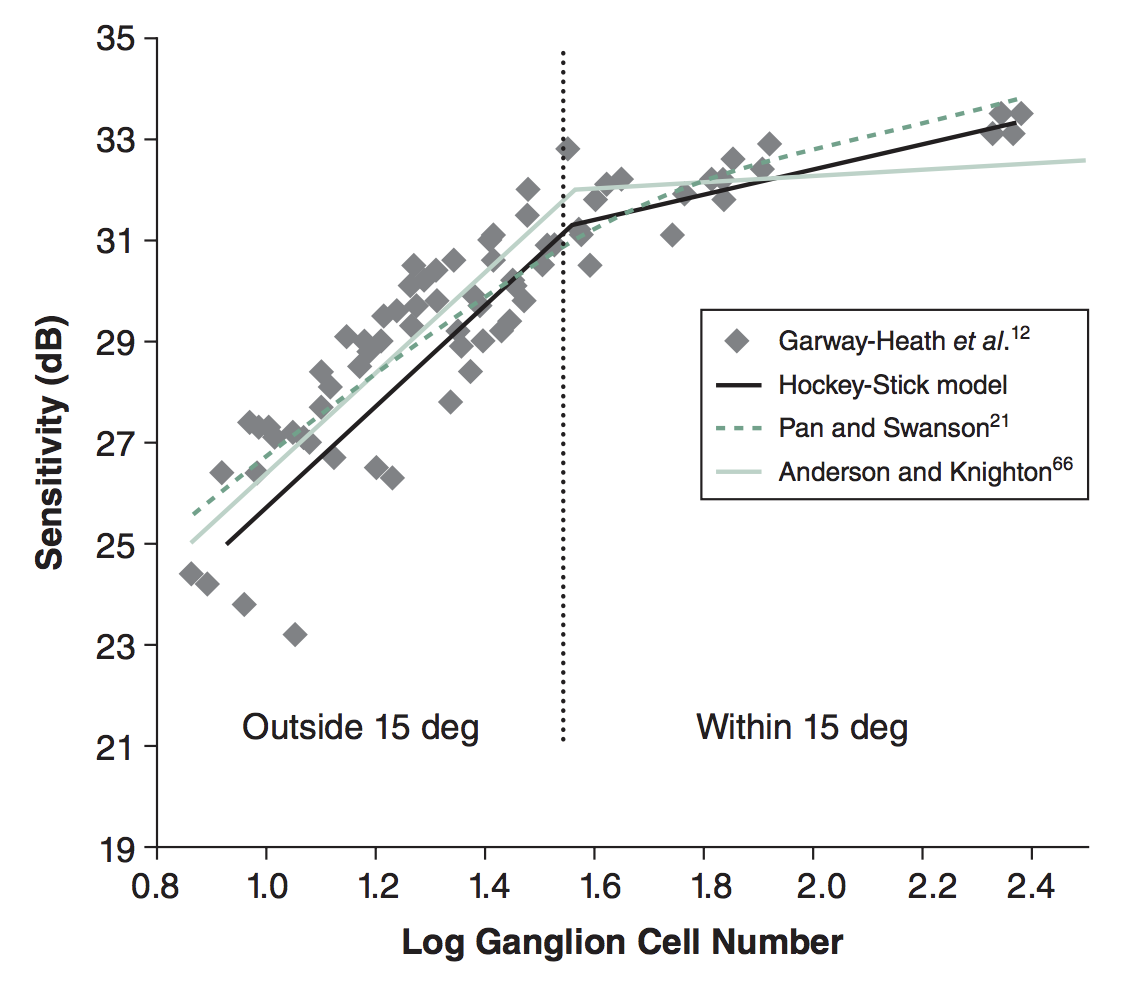 35
33
31
29
27
25
23
21
19
Sensitivity (dB)
Garway-Heath et al.12
Hockey-Stick model
Pan and Swanson21
Anderson and Knighton66
Outside 15 deg
Within 15 deg
0.8 1.0 1.2 1.4 1.6 1.8 2.0 2.2 2.4
Log Ganglion Cell Number